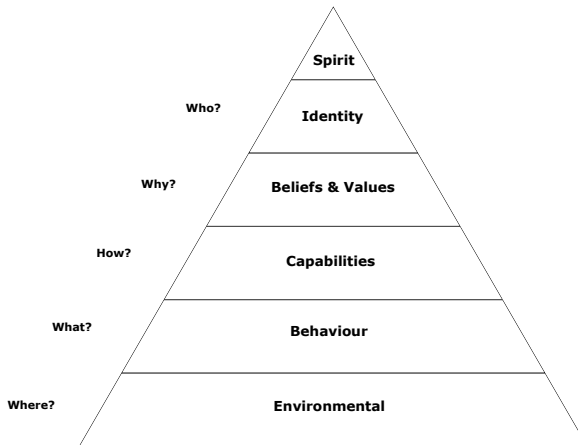 Spirit
Who?
Identity
Why?
Beliefs & Values
How?
Capabilities
What?
Behaviour
Where?
Environmental